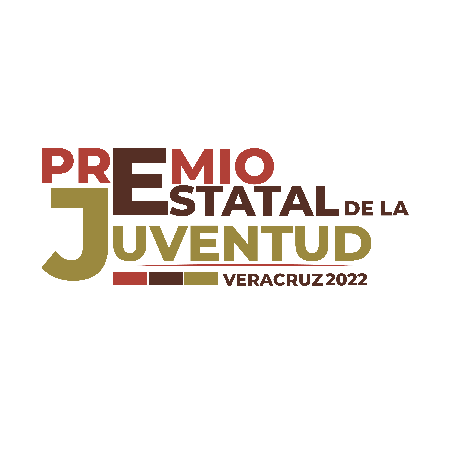 PREMIO
ESTATAL DE LA
JUVENTUD
VERACRUZ 2022